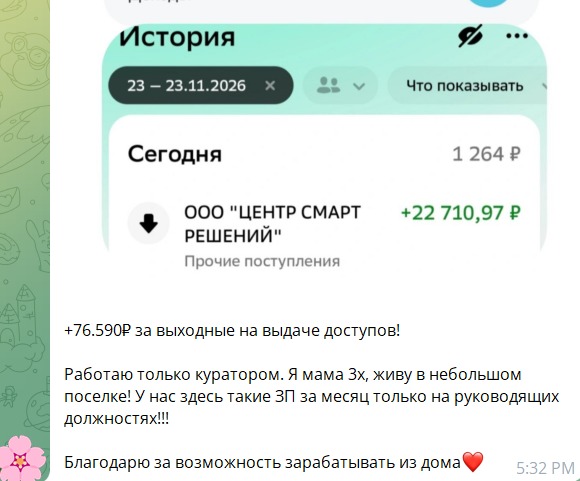 История
23 – 23.11.2026 ×
Что показывать
Сегодня
1 264 ₽
ООО "ЦЕНТР СМАРТ
РЕШЕНИЙ"
+22 710,97 ₽
Прочие поступления
+76.590₽ за выходные на выдаче доступов!
Работаю только куратором. Я мама 3х, живу в небольшом
поселке! У нас здесь такие ЗП за месяц только на руководящих
должностях!!!
Благодарю за возможность зарабатывать из дома❤️
5:32 PM